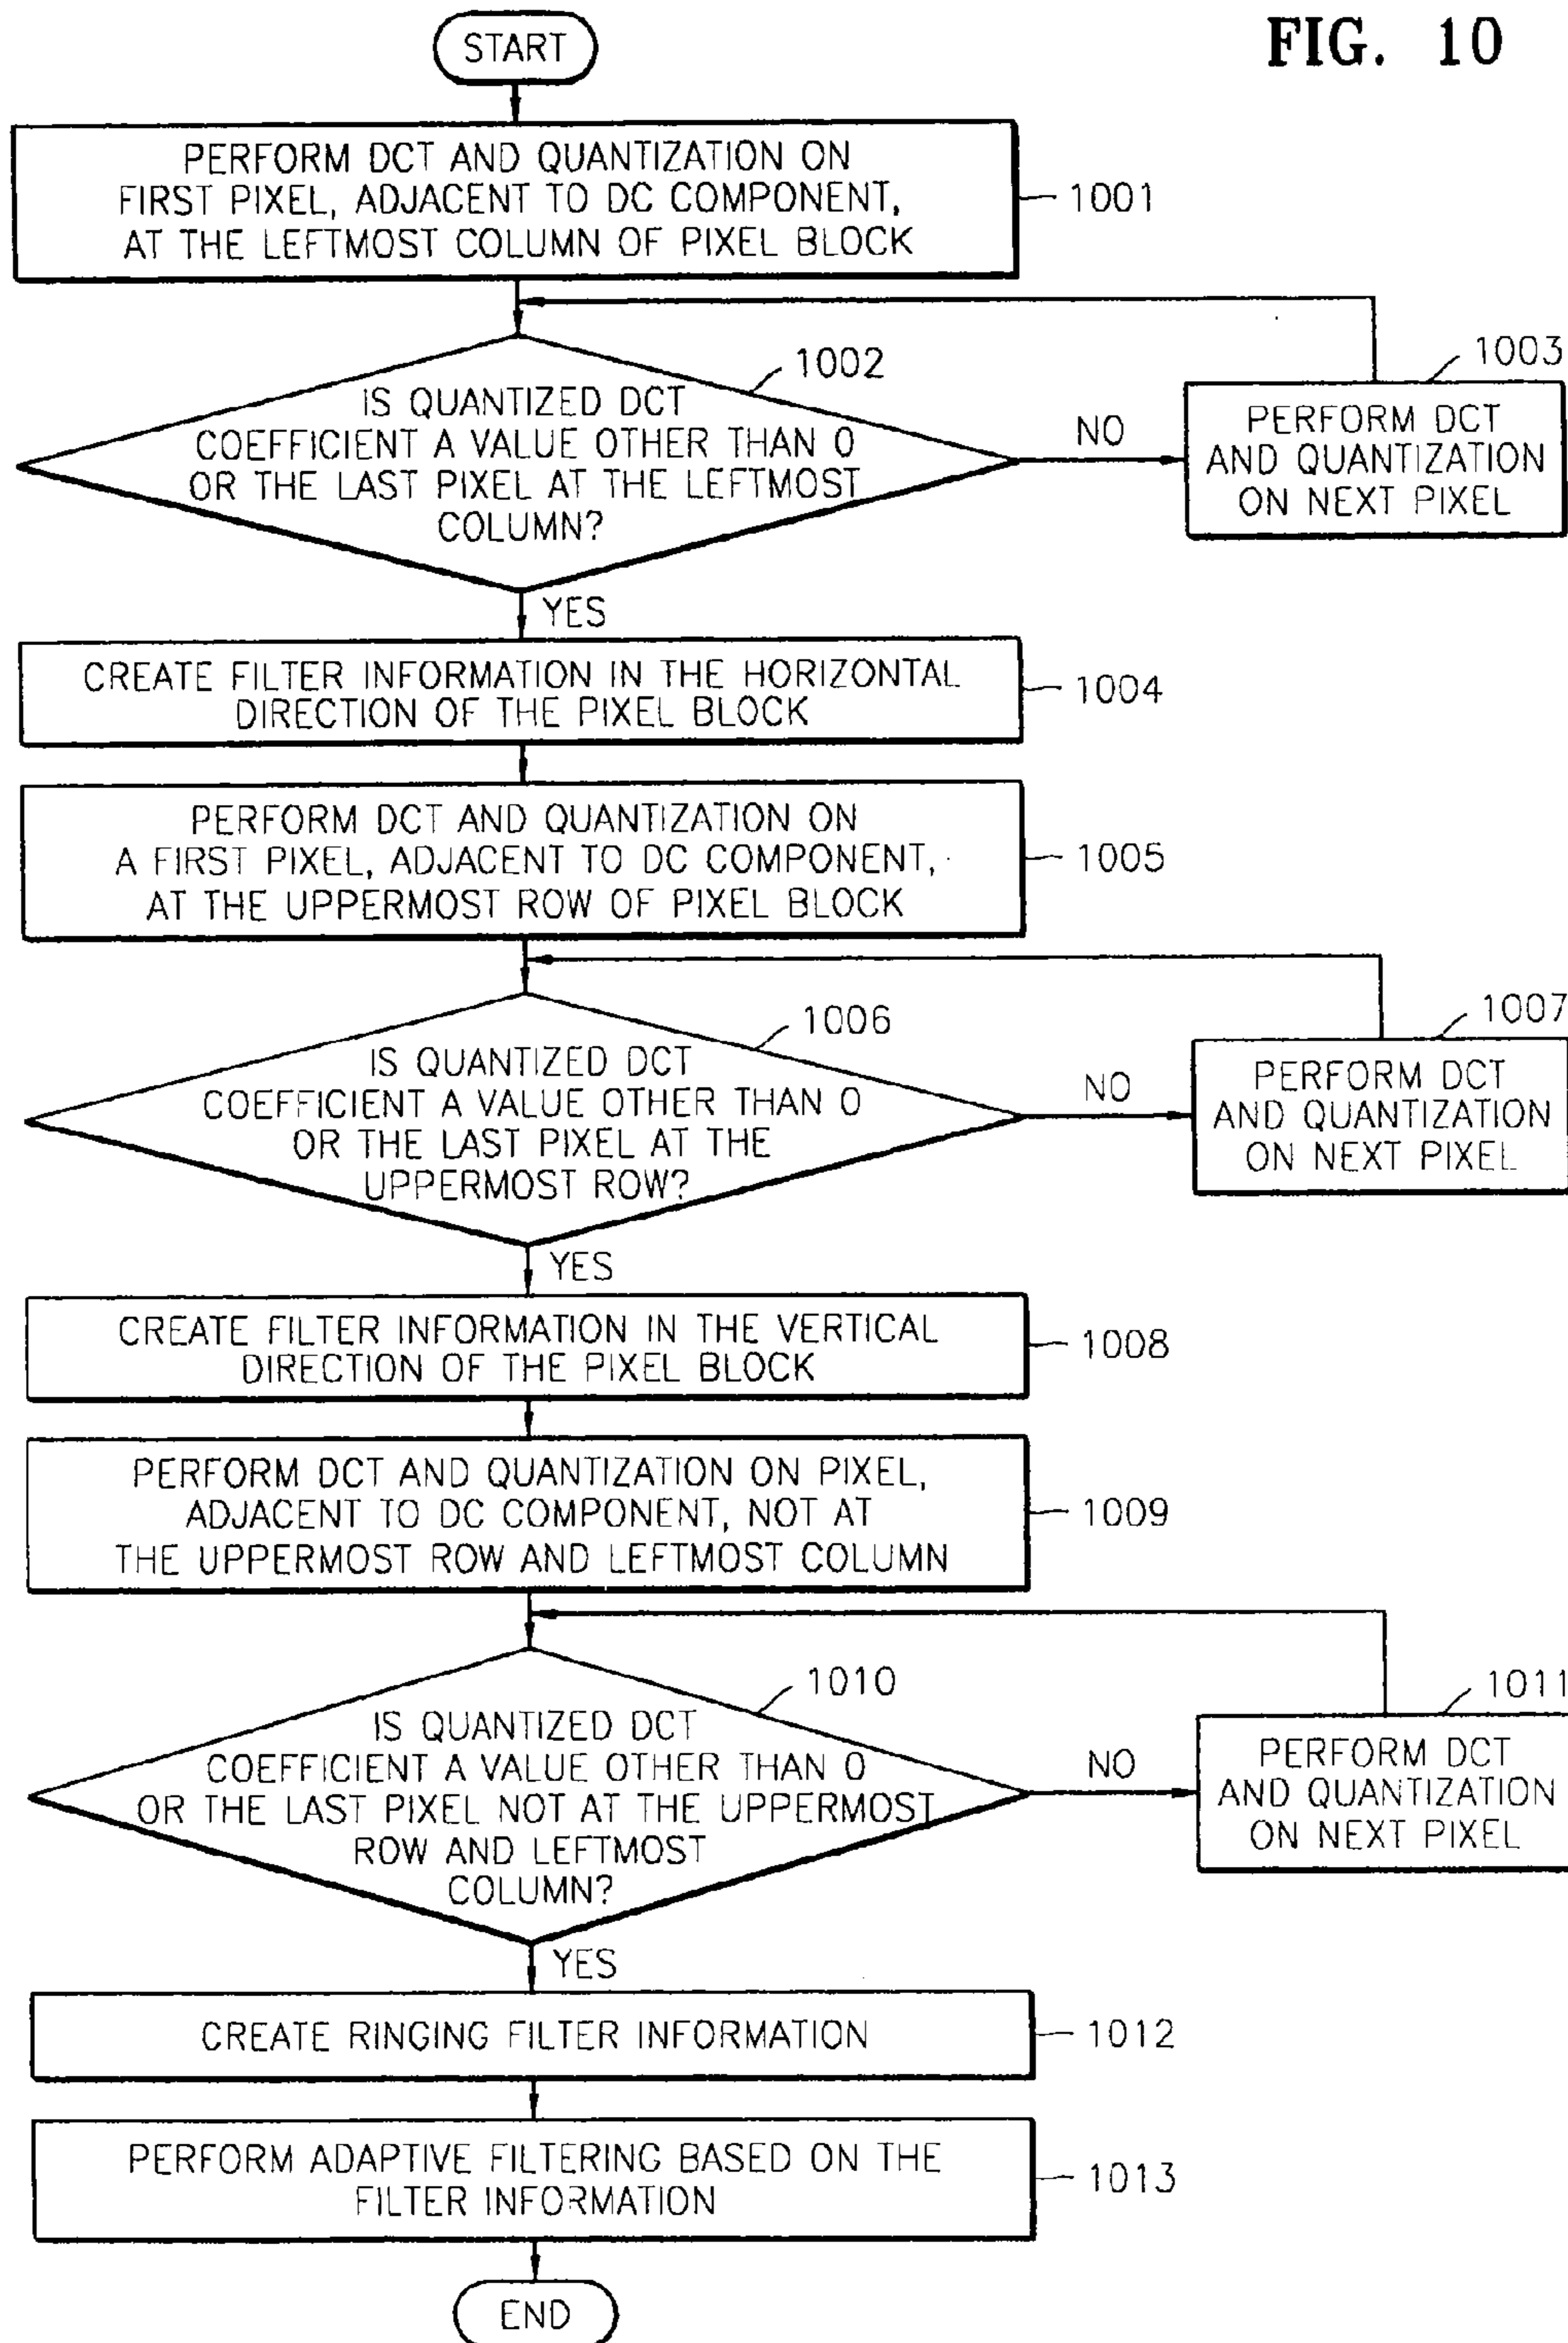 FIG. 10
START
PERFORM DCT AND QUANTIZATION ON
FIRST PIXEL, ADJACENT TO DC COMPONENT,
AT THE LEFTMOST COLUMN OF PIXEL BLOCK
1001
1002
IS QUANTIZED DCT
COEFFICIENT A VALUE OTHER THAN 0
OR THE LAST PIXEL AT THE LEFTMOST
COLUMN?
NO
1003
PERFORM DCT
AND QUANTIZATION
ON NEXT PIXEL
YES
CREATE FILTER INFORMATION IN THE HORIZONTAL
DIRECTION OF THE PIXEL BLOCK
1004
PERFORM DCT AND QUANTIZATION ON
A FIRST PIXEL, ADJACENT TO DC COMPONENT,
AT THE UPPERMOST ROW OF PIXEL BLOCK
1005
1006
IS QUANTIZED DCT
COEFFICIENT A VALUE OTHER THAN 0
OR THE LAST PIXEL AT THE
UPPERMOST ROW?
NO
1007
PERFORM DCT
AND QUANTIZATION
ON NEXT PIXEL
YES
CREATE FILTER INFORMATION IN THE VERTICAL
DIRECTION OF THE PIXEL BLOCK
1008
PERFORM DCT AND QUANTIZATION ON PIXEL,
ADJACENT TO DC COMPONENT, NOT AT
THE UPPERMOST ROW AND LEFTMOST COLUMN
1009
1010
IS QUANTIZED DCT
COEFFICIENT A VALUE OTHER THAN 0
OR THE LAST PIXEL NOT AT THE UPPERMOST
ROW AND LEFTMOST
COLUMN?
NO
1011
PERFORM DCT
AND QUANTIZATION
ON NEXT PIXEL
YES
CREATE RINGING FILTER INFORMATION
1012
PERFORM ADAPTIVE FILTERING BASED ON THE
FILTER INFORMATION
1013
END